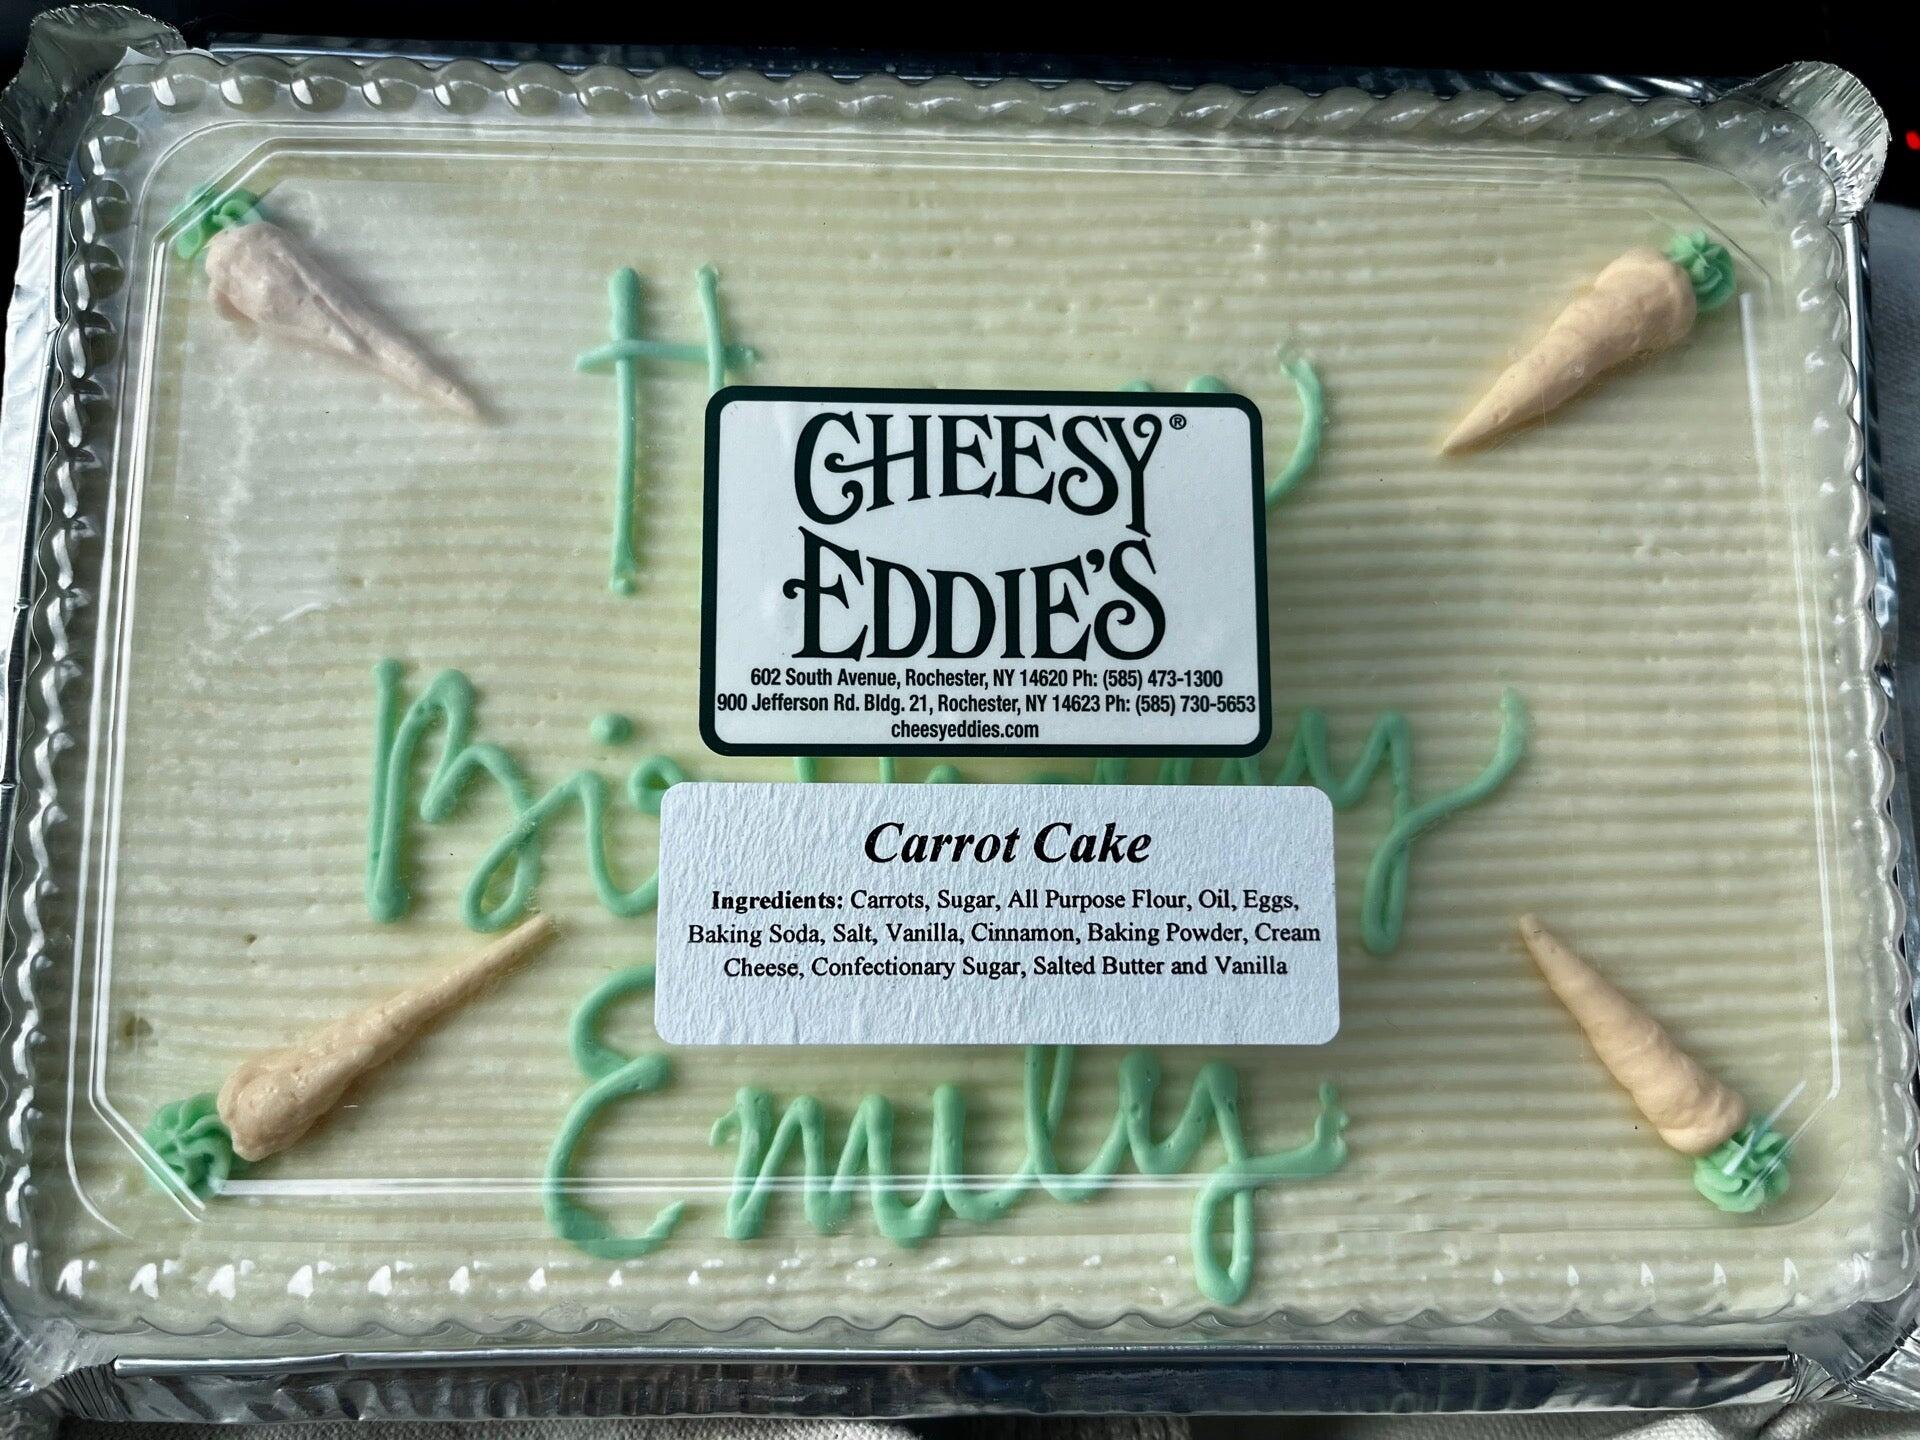 CHEESY®
EDDIE'S
602 South Avenue, Rochester, NY 14620 Ph: (585) 473-1300
900 Jefferson Rd. Bldg. 21, Rochester, NY 14623 Ph: (585) 730-5653
cheesyeddies.com
Carrot Cake
Ingredients: Carrots, Sugar, All Purpose Flour, Oil, Eggs,
Baking Soda, Salt, Vanilla, Cinnamon, Baking Powder, Cream
Cheese, Confectionary Sugar, Salted Butter and Vanilla
Emily